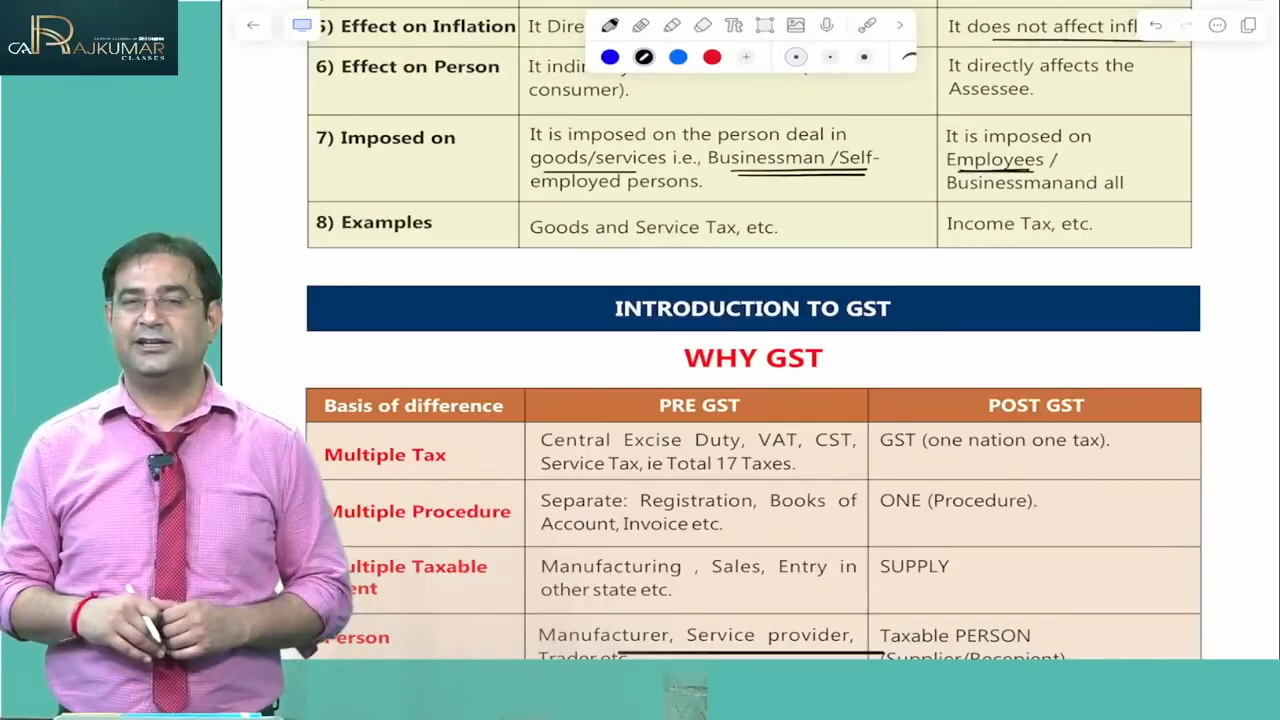 CA RAJKUMAR
CLASSES
5) Effect on Inflation
It Dire
It does not affect infl
6) Effect on Person
It indi
consumer).
It directly affects the
Assessee.
7) Imposed on
It is imposed on the person deal in
goods/services i.e., Businessman /Self-
employed persons.
It is imposed on
Employees /
Businessmanand all
8) Examples
Goods and Service Tax, etc.
Income Tax, etc.
INTRODUCTION TO GST
WHY GST
Basis of difference
PRE GST
POST GST
Multiple Tax
Central Excise Duty, VAT, CST,
Service Tax, ie Total 17 Taxes.
GST (one nation one tax).
Multiple Procedure
Separate: Registration, Books of
Account, Invoice etc.
ONE (Procedure).
ultiple Taxable
ent
Manufacturing , Sales, Entry in
other state etc.
SUPPLY
Person
Manufacturer, Service provider,
Trader etc
Taxable PERSON
(Supplier/Recipient)